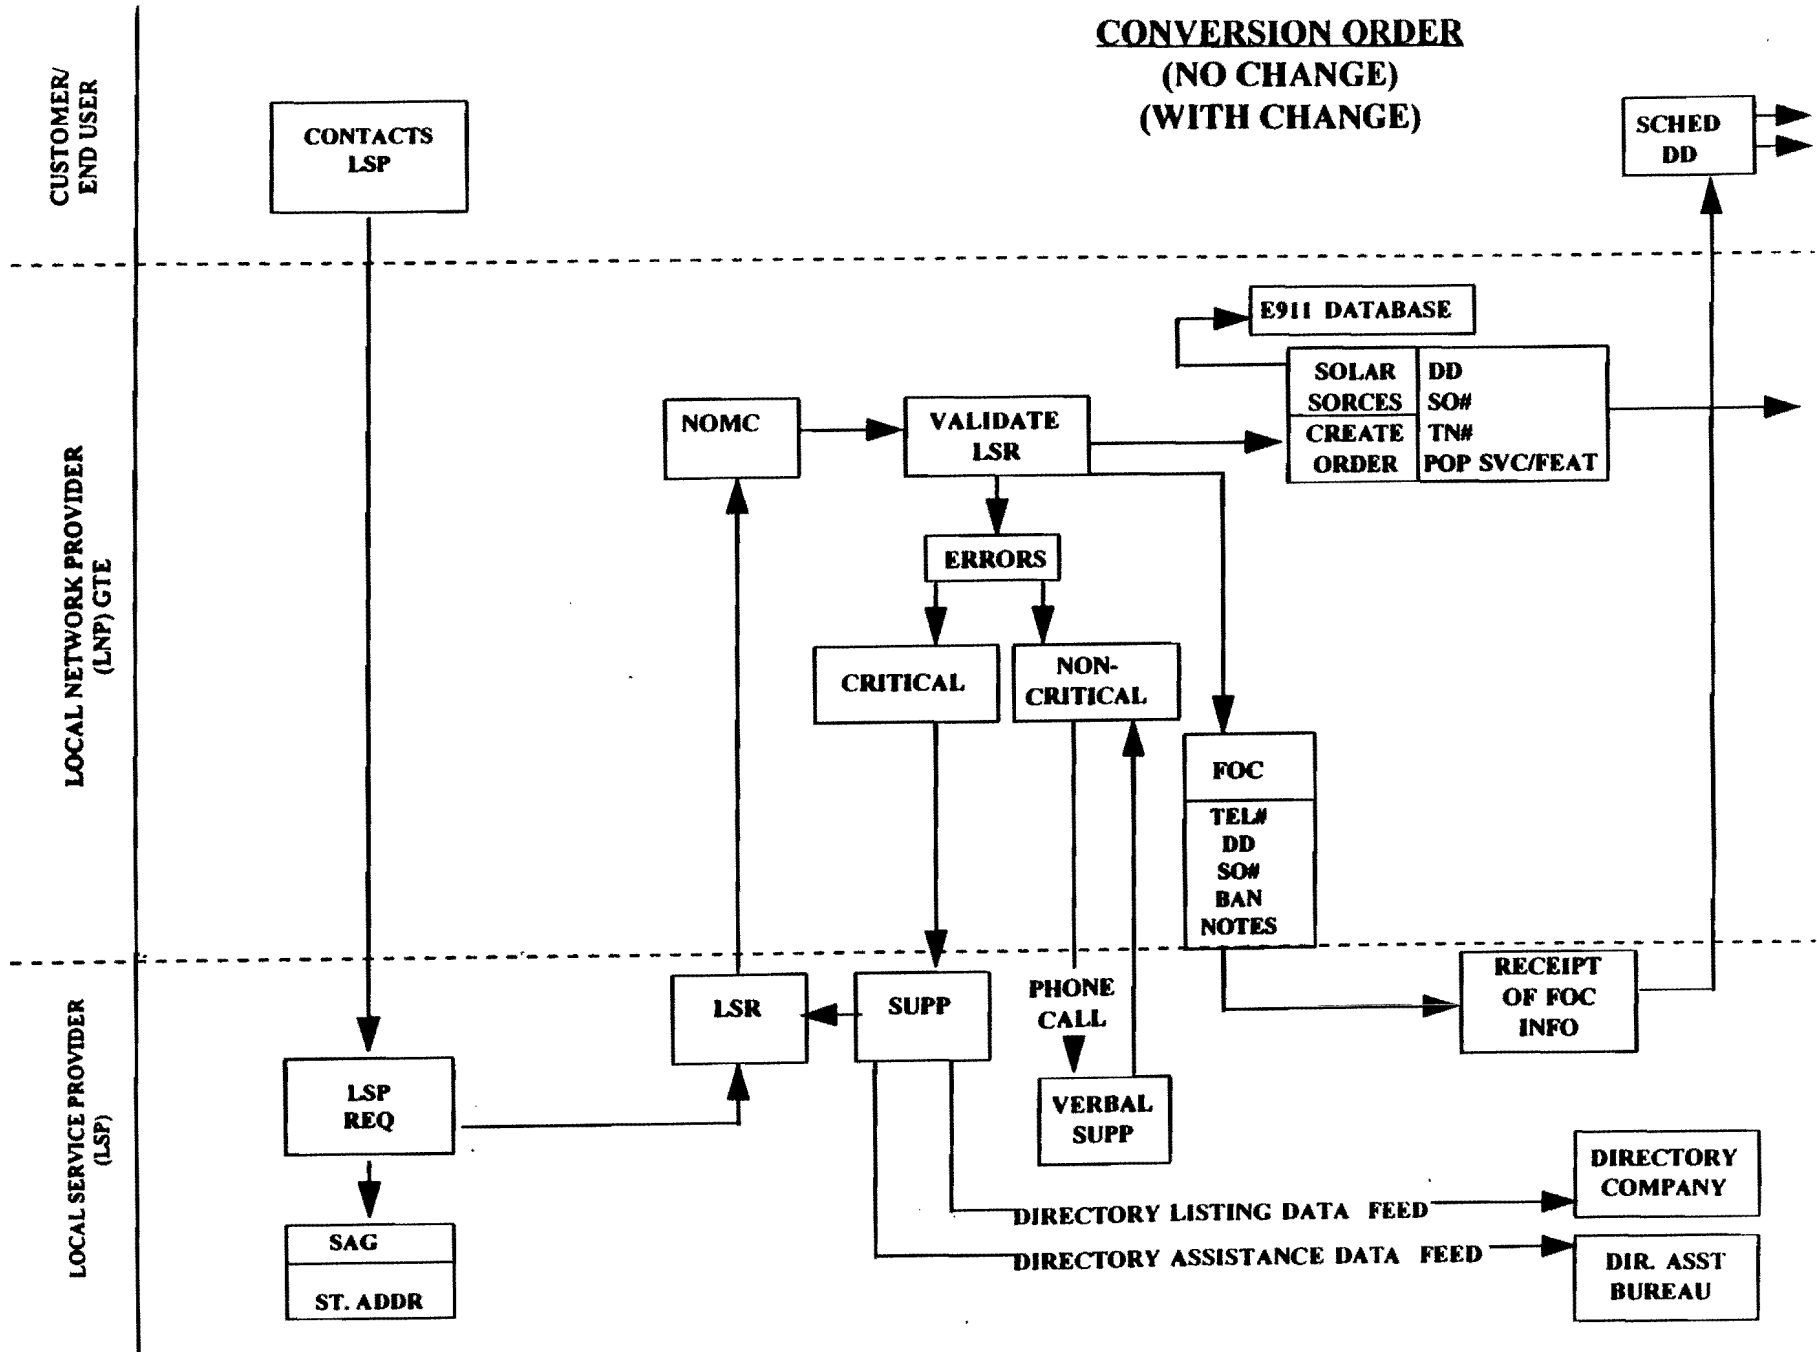 CONVERSION ORDER
(NO CHANGE)
(WITH CHANGE)
CUSTOMER/
END USER
CONTACTS
LSP
SCHED
DD
LOCAL NETWORK PROVIDER
(LNP) GTE
E911 DATABASE
SOLAR
SORCES
CREATE
ORDER
DD
SO#
TN#
POP SVC/FEAT
NOMC
VALIDATE
LSR
ERRORS
CRITICAL
NON-
CRITICAL
FOC
TEL#
DD
SO#
BAN
NOTES
LOCAL SERVICE PROVIDER
(LSP)
LSR
SUPP
PHONE
CALL
RECEIPT
OF FOC
INFO
LSP
REQ
VERBAL
SUPP
SAG
ST. ADDR
DIRECTORY LISTING DATA FEED
DIRECTORY
COMPANY
DIRECTORY ASSISTANCE DATA FEED
DIR. ASST
BUREAU